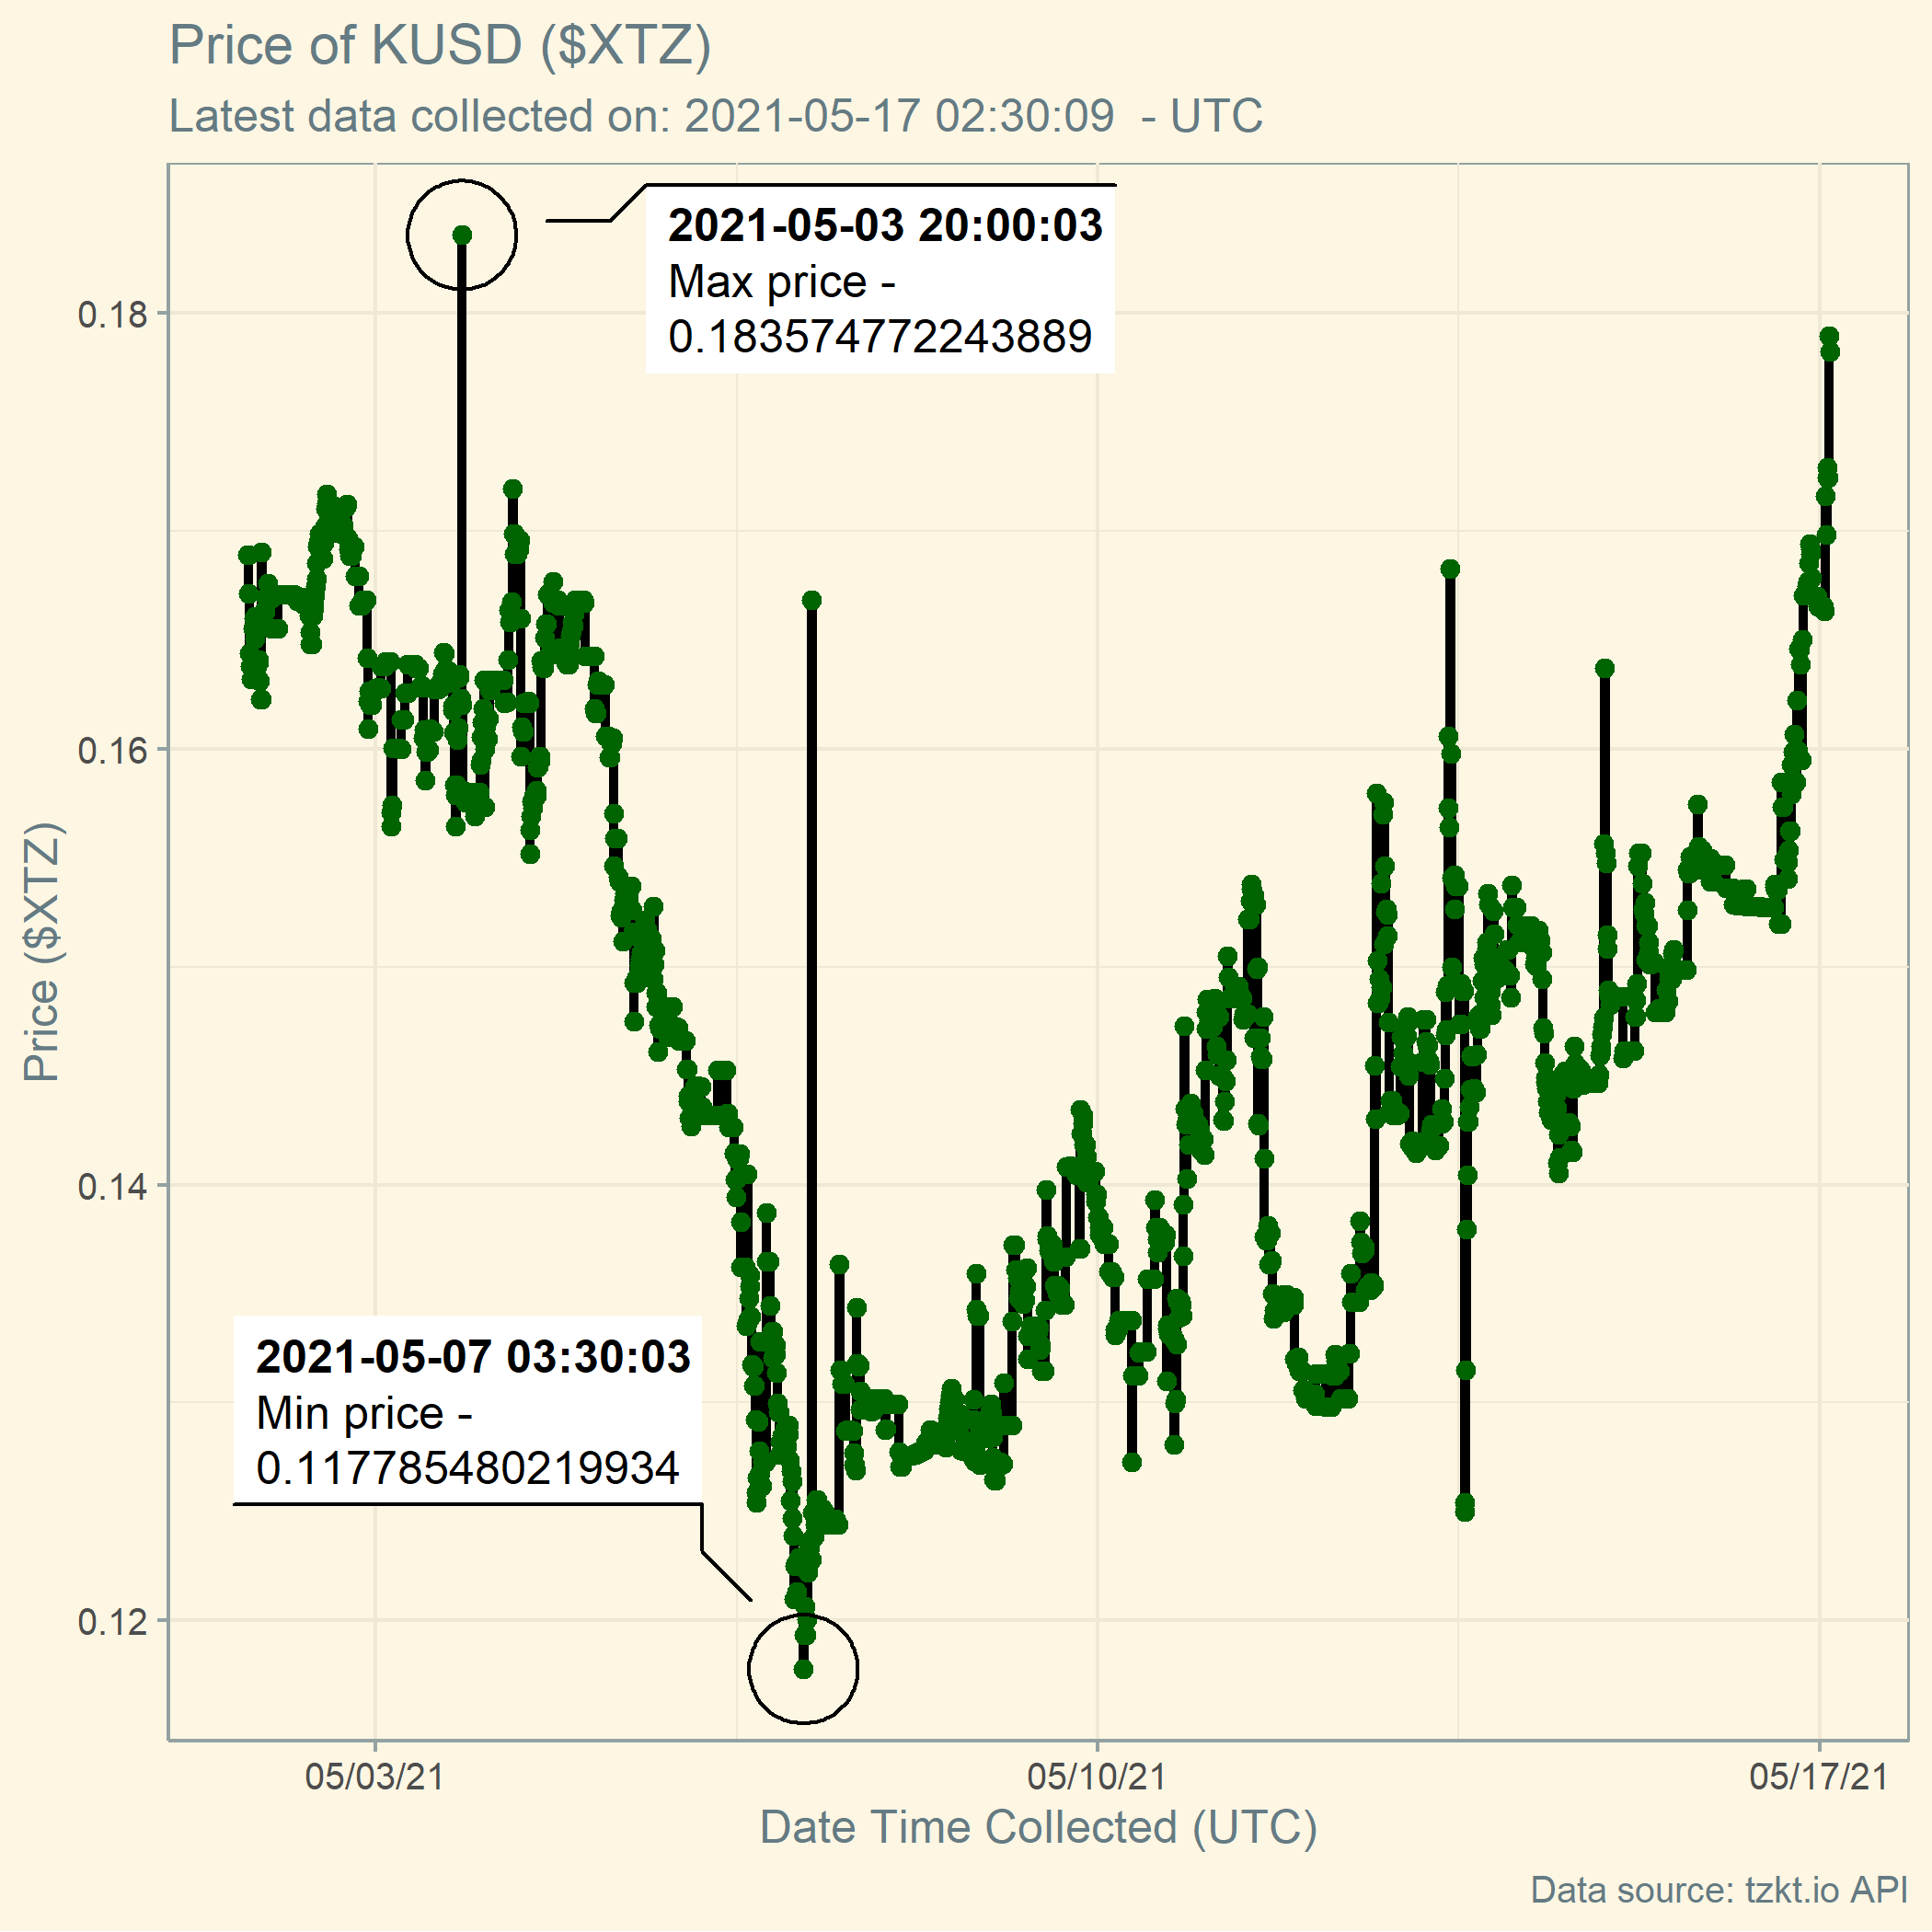 Price of KUSD ($XTZ)
Latest data collected on: 2021-05-17 02:30:09  - UTC
2021-05-03 20:00:03
Max price -
0.183574772243889
0.18
0.16
0.14
0.12
Price ($XTZ)
2021-05-07 03:30:03
Min price -
0.117785480219934
05/03/21
05/10/21
05/17/21
Date Time Collected (UTC)
Data source: tzkt.io API